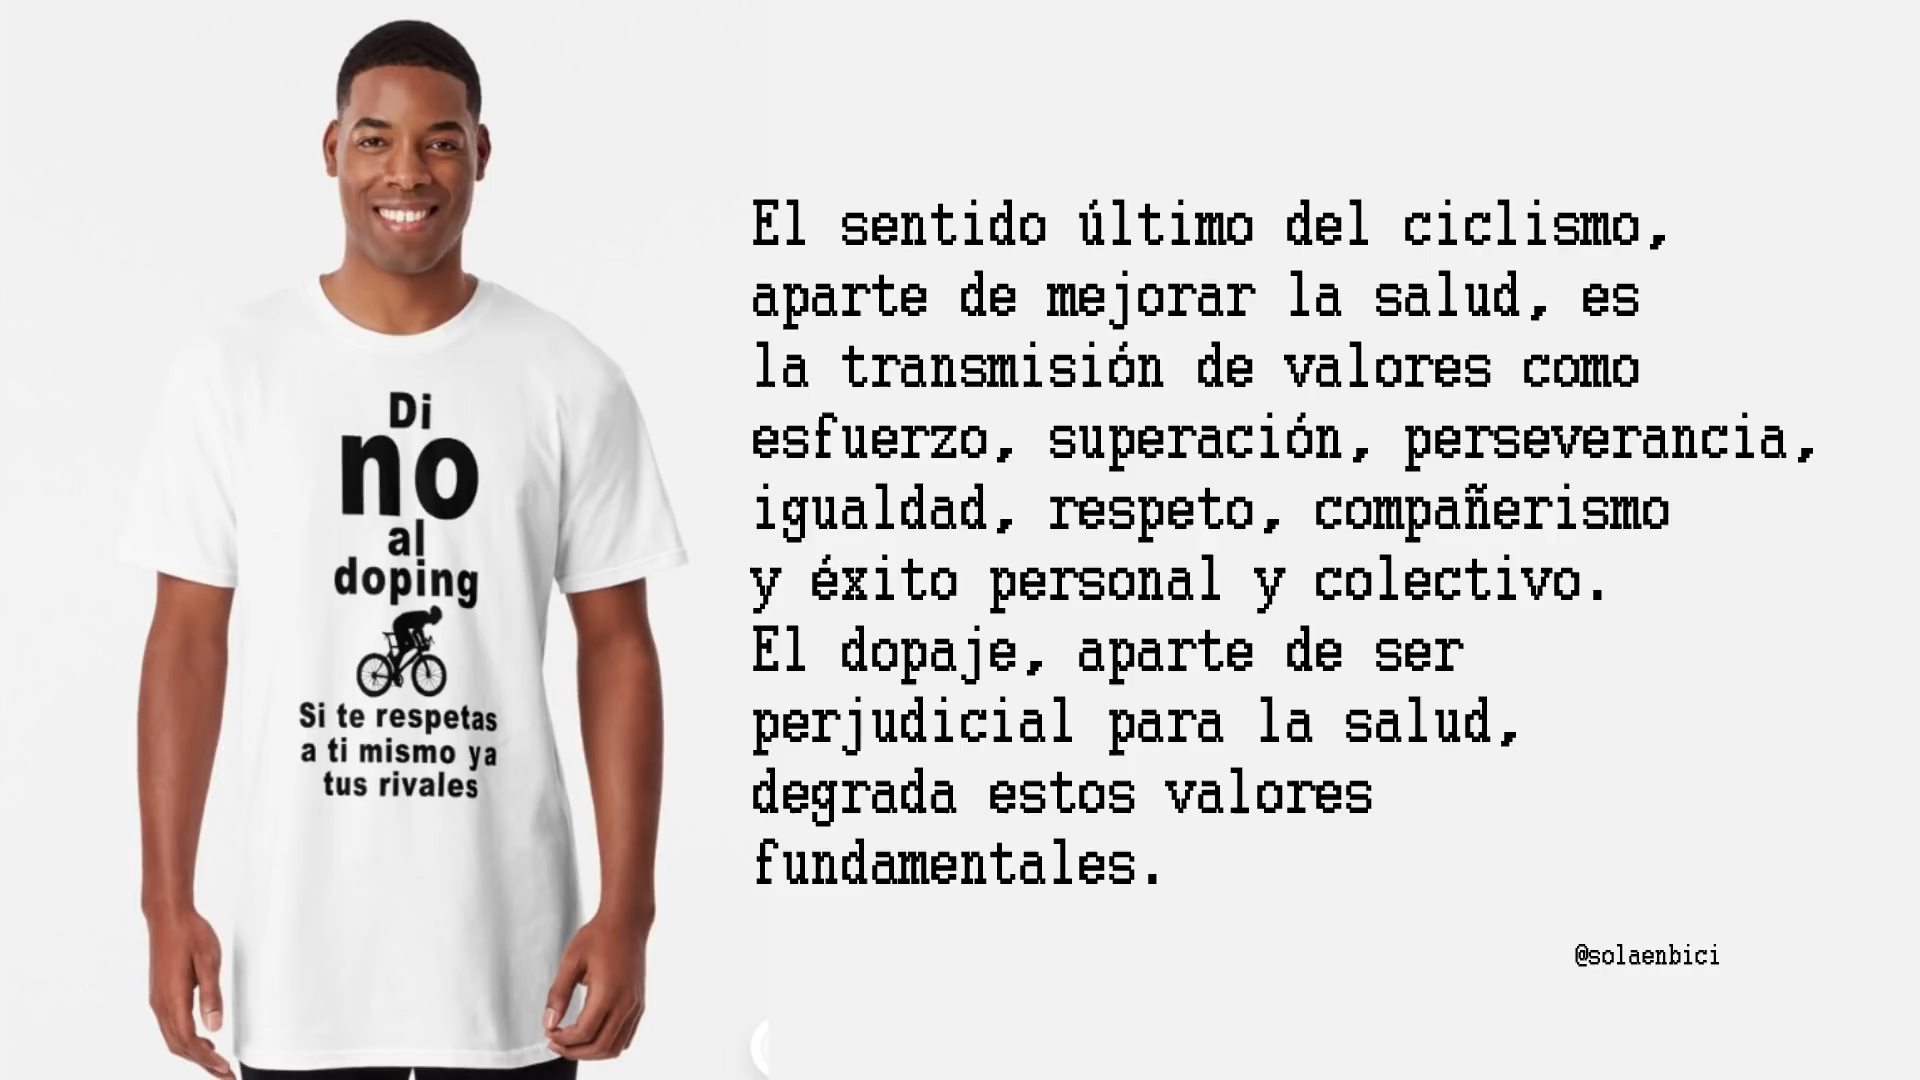 Di
no
al
doping
Si te respetas
a ti mismo ya
tus rivales
El sentido último del ciclismo,
aparte de mejorar la salud, es
la transmisión de valores como
esfuerzo, superación, perseverancia,
igualdad, respeto, compañerismo
y éxito personal y colectivo.
El dopaje, aparte de ser
perjudicial para la salud,
degrada estos valores
fundamentales.
@solaenbici